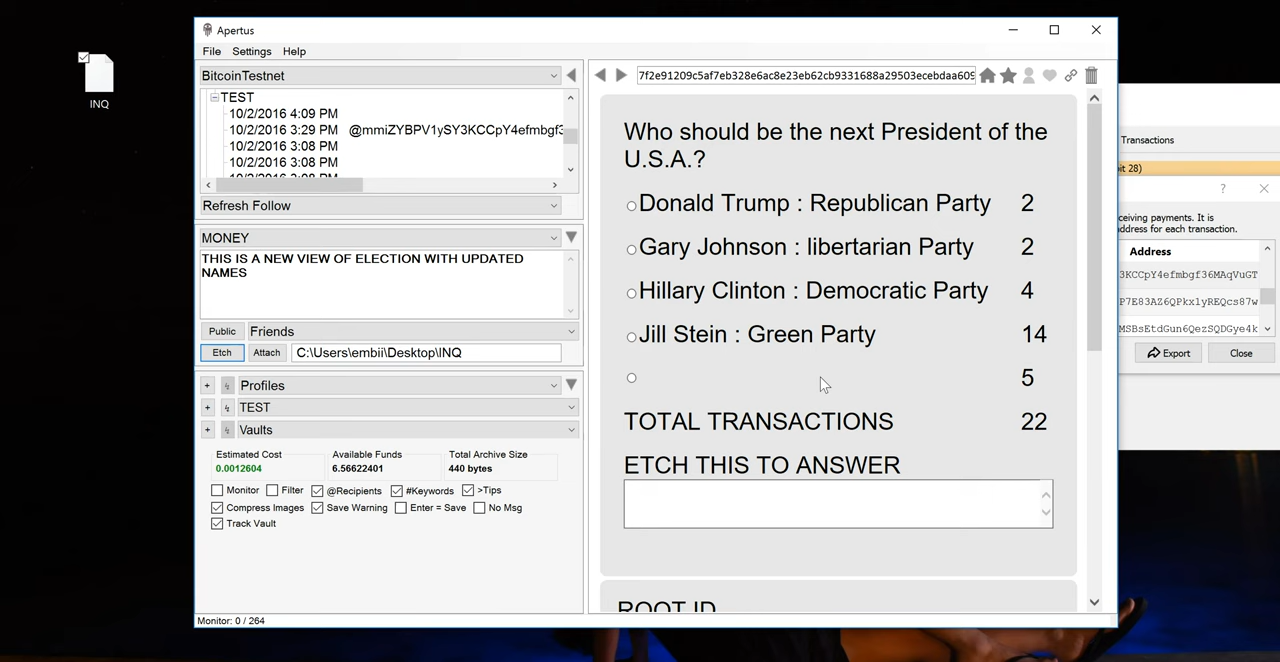 INQ
Apertus
File Settings Help
BitcoinTestnet
TEST
10/2/2016 4:09 PM
10/2/2016 3:29 PM @mmiZYBPV1ySY3KCCpY4efmbgf3
10/2/2016 3:08 PM
10/2/2016 3:08 PM
Refresh Follow
MONEY
THIS IS A NEW VIEW OF ELECTION WITH UPDATED
NAMES
Public Friends
Etch Attach C:\Users\embii\Desktop\INQ
Profiles
TEST
Vaults
Estimated Cost Available Funds Total Archive Size
0.0012604 6.56622401 440 bytes
Monitor Filter @Recipients #Keywords >Tips
Compress Images Save Warning Enter = Save No Msg
Track Vault
Monitor: 0 / 264
7f2e91209c5af7eb328e6ac8e23eb62cb9331688a29503ecebdaa609
Who should be the next President of the
U.S.A.?
Donald Trump : Republican Party 2
Gary Johnson : libertarian Party 2
Hillary Clinton : Democratic Party 4
Jill Stein : Green Party 14
5
TOTAL TRANSACTIONS 22
ETCH THIS TO ANSWER
ROOT ID
Transactions
bit 28)
ceiving payments. It is
address for each transaction.
Address
3KCCpY4efmbgf36MAqVuGT
P7E83AZ6QPkx1yREQcs87w
MSBsEtdGun6QezSQDGye4k
Export Close